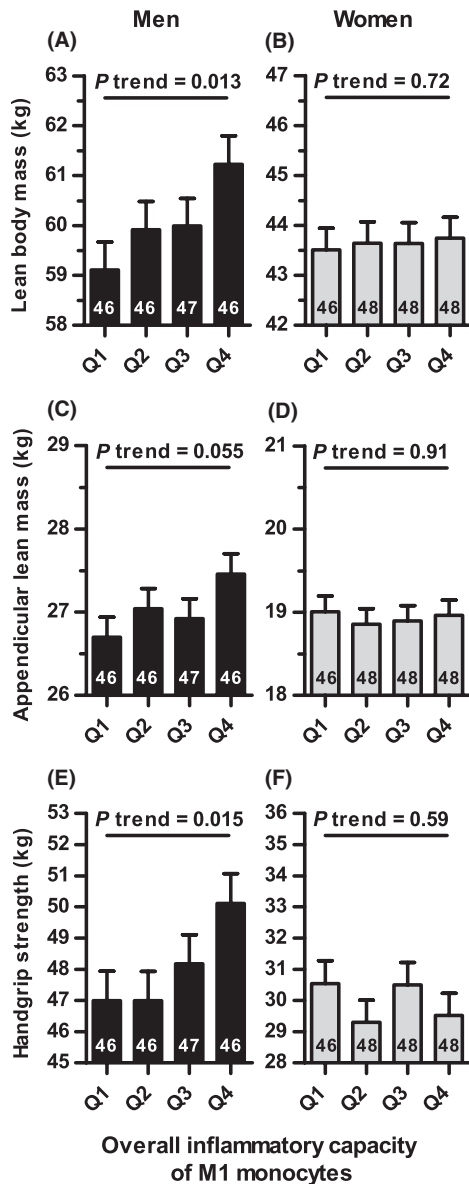 Men
Women
(A)
(B)
Lean body mass (kg)
P trend = 0.013
63
62
61
60
59
58
46
46
47
46
Q1
Q2
Q3
Q4
P trend = 0.72
47
46
45
44
43
42
46
48
48
48
Q1
Q2
Q3
Q4
(C)
(D)
Appendicular lean mass (kg)
P trend = 0.055
29
28
27
26
46
46
47
46
Q1
Q2
Q3
Q4
P trend = 0.91
21
20
19
18
46
48
48
48
Q1
Q2
Q3
Q4
(E)
(F)
Handgrip strength (kg)
P trend = 0.015
53
52
51
50
49
48
47
46
45
46
46
47
46
Q1
Q2
Q3
Q4
P trend = 0.59
36
35
34
33
32
31
30
29
28
46
48
48
48
Q1
Q2
Q3
Q4
Overall inflammatory capacity
of M1 monocytes